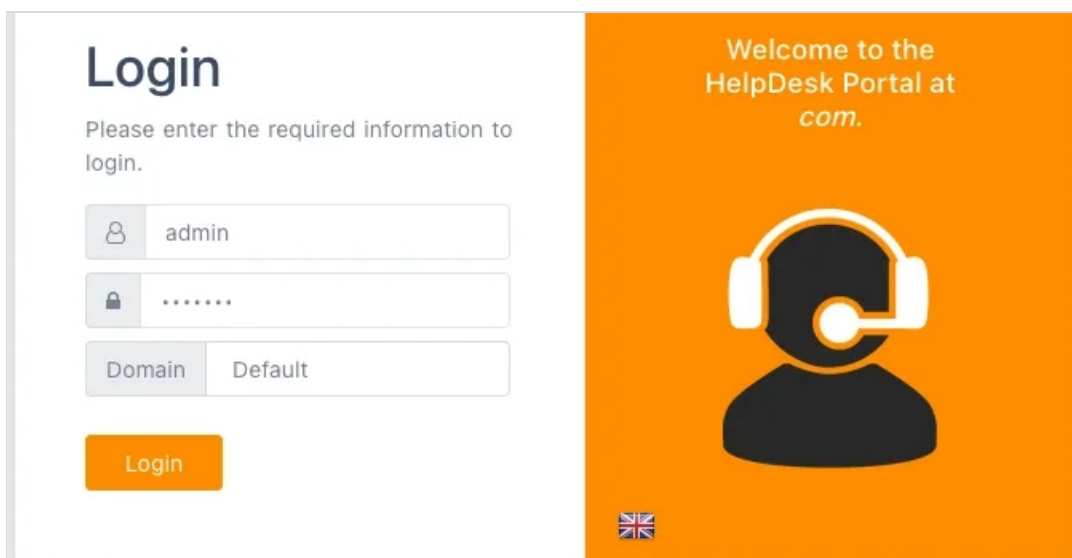 Login
Please enter the required information to
login.
admin
•••••••
Domain Default
Login
Welcome to the
HelpDesk Portal at
com.